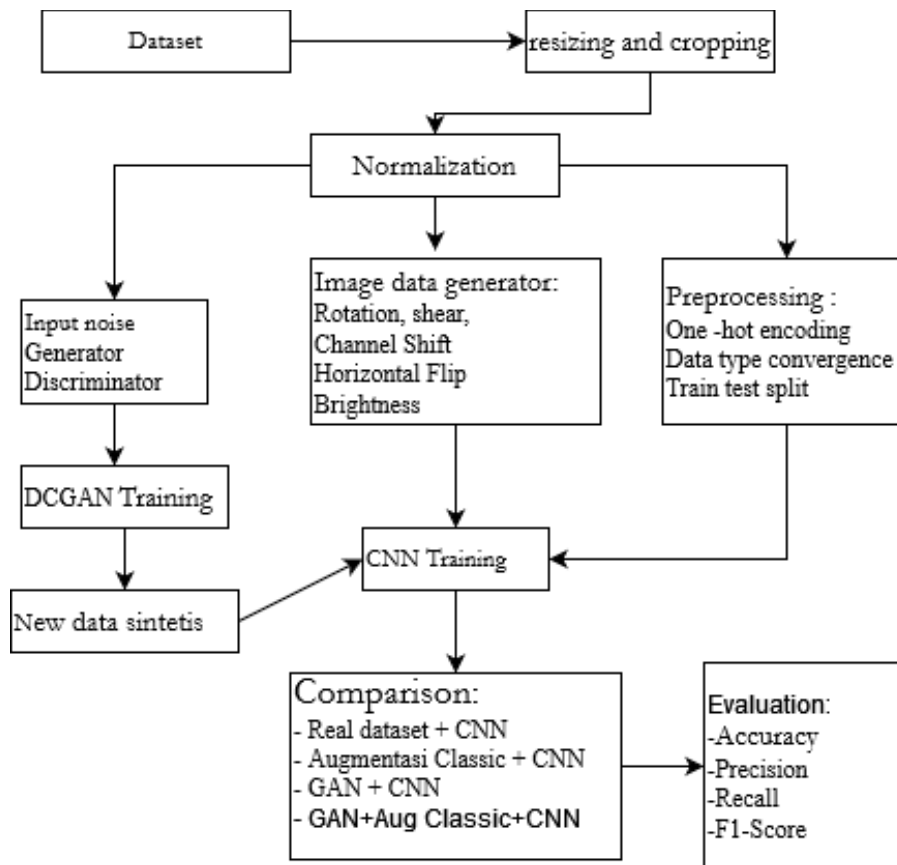 Dataset
resizing and cropping
Normalization
Input noise
Generator
Discriminator
Image data generator:
Rotation, shear,
Channel Shift
Horizontal Flip
Brightness
Preprocessing :
One -hot encoding
Data type convergence
Train test split
DCGAN Training
CNN Training
New data sintetis
Comparison:
- Real dataset + CNN
- Augmentasi Classic + CNN
- GAN + CNN
- GAN+Aug Classic+CNN
Evaluation:
-Accuracy
-Precision
-Recall
-F1-Score